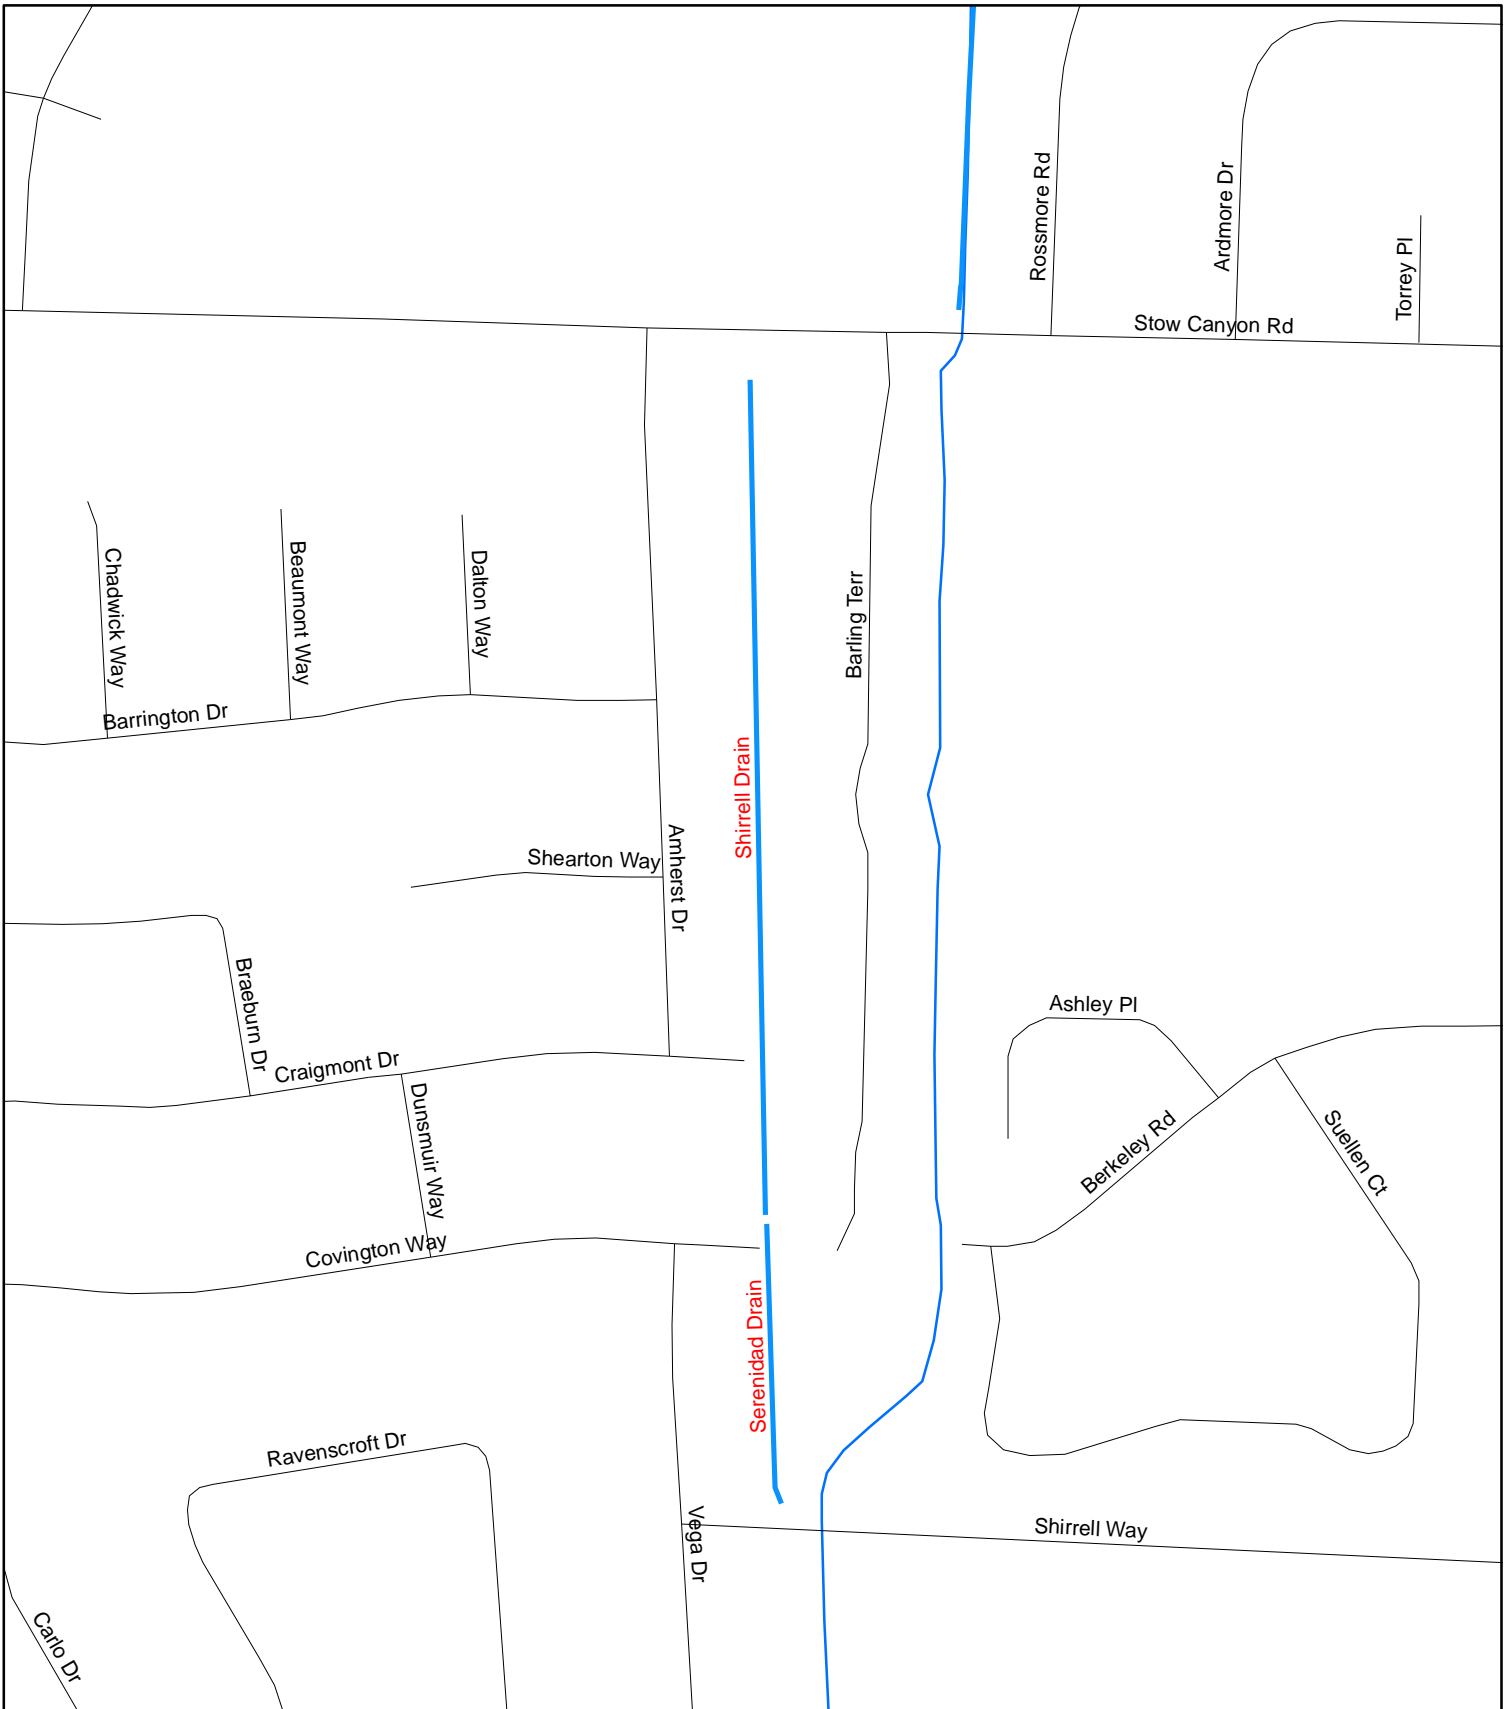 Rossmore Rd
Ardmore Dr
Torrey Pl
Stow Canyon Rd
Chadwick Way
Beaumont Way
Dalton Way
Barling Terr
Barrington Dr
Shirrell Drain
Amherst Dr
Shearton Way
Braeburn Dr
Ashley Pl
Craigmont Dr
Dunsmuir Way
Berkeley Rd
Suellen Ct
Covington Way
Serenidad Drain
Ravenscroft Dr
Vega Dr
Shirrell Way
Carlo Dr